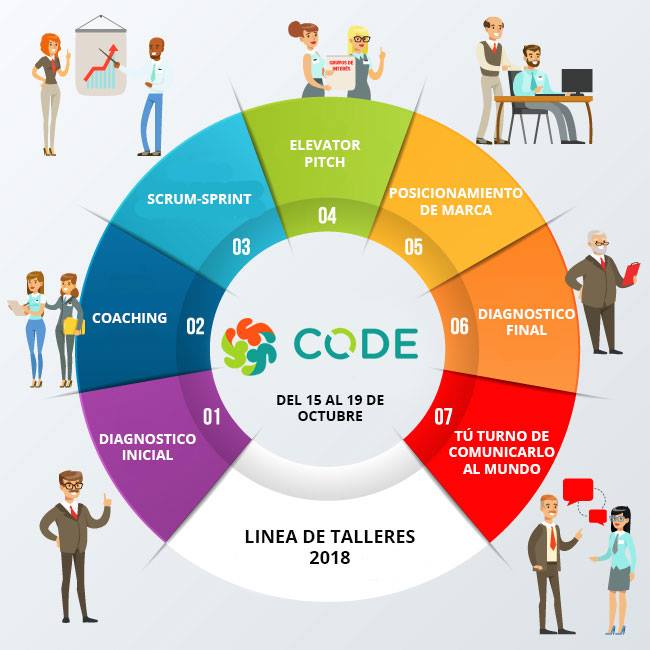 GRUPOS DE
INTERÉS
DIAGNOSTICO
INICIAL
01
COACHING
02
SCRUM-SPRINT
03
ELEVATOR
PITCH
04
POSICIONAMIENTO
DE MARCA
05
DIAGNOSTICO
FINAL
06
TÚ TURNO DE
COMUNICARLO
AL MUNDO
07
CODE
DEL 15 AL 19 DE
OCTUBRE
LINEA DE TALLERES
2018